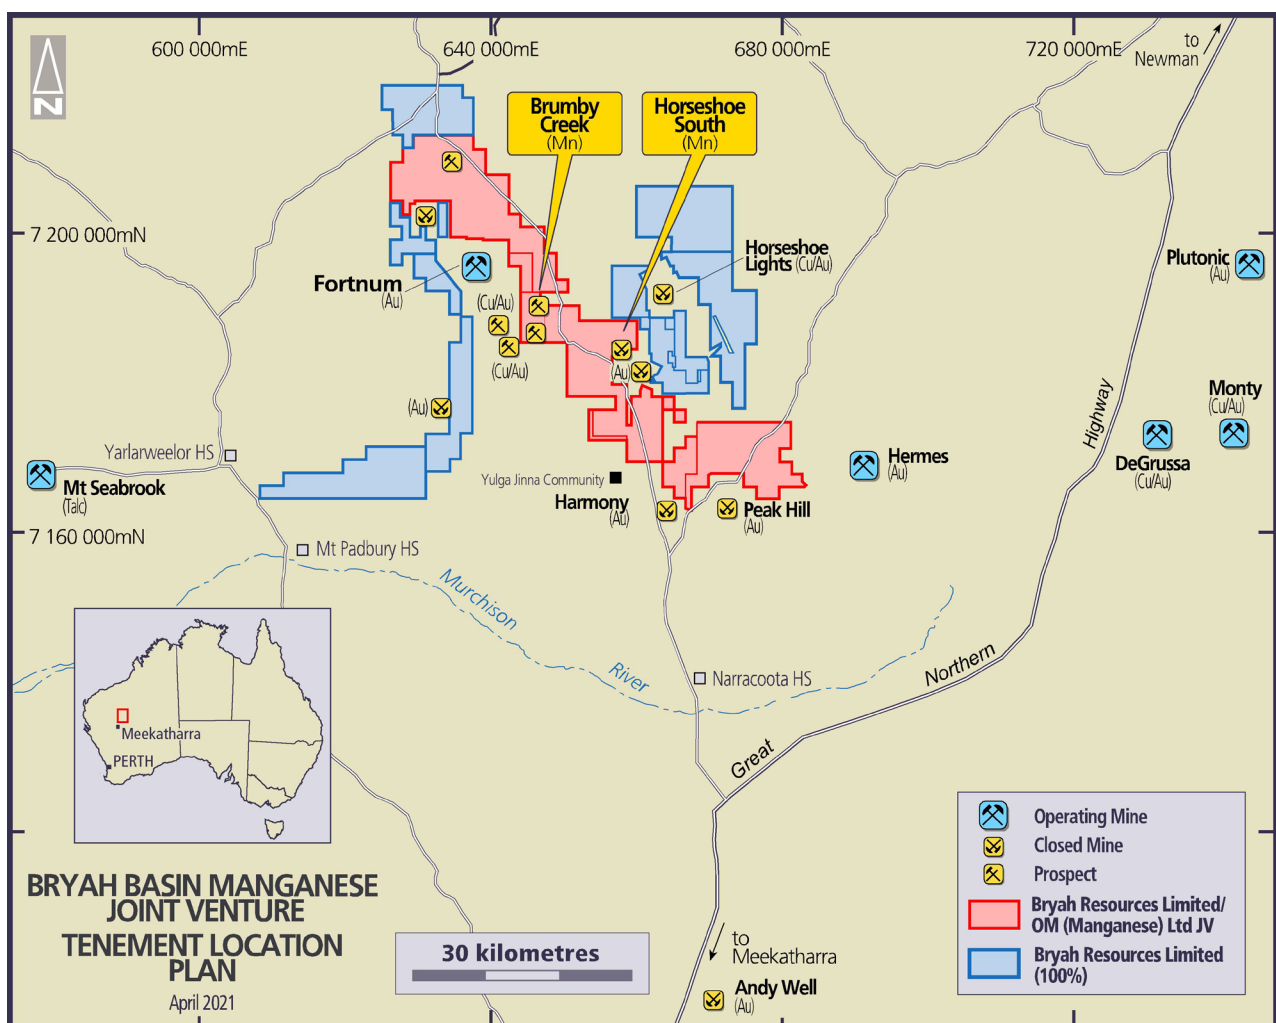 600 000mE
640 000mE
680 000mE
720 000mE
to
Newman
N
Brumby
Creek
(Mn)
Horseshoe
South
(Mn)
7 200 000mN
Horseshoe
Lights (Cu/Au)
Plutonic
(Au)
Fortnum
(Au)
(Cu/Au)
(Cu/Au)
(Au)
(Au)
Highway
Monty
(Cu/Au)
DeGrussa
(Cu/Au)
Yarlarweelor HS
Mt Seabrook
(Talc)
Yulga Jinna Community
Harmony
(Au)
Peak Hill
(Au)
Hermes
(Au)
7 160 000mN
Mt Padbury HS
Murchison
River
Narracoota HS
Northern
Great
Meekatharra
PERTH
BRYAH BASIN MANGANESE
JOINT VENTURE
TENEMENT LOCATION
PLAN
April 2021
30 kilometres
to
Meekatharra
Andy Well
(Au)
Operating Mine
Closed Mine
Prospect
Bryah Resources Limited/
OM (Manganese) Ltd JV
Bryah Resources Limited
(100%)